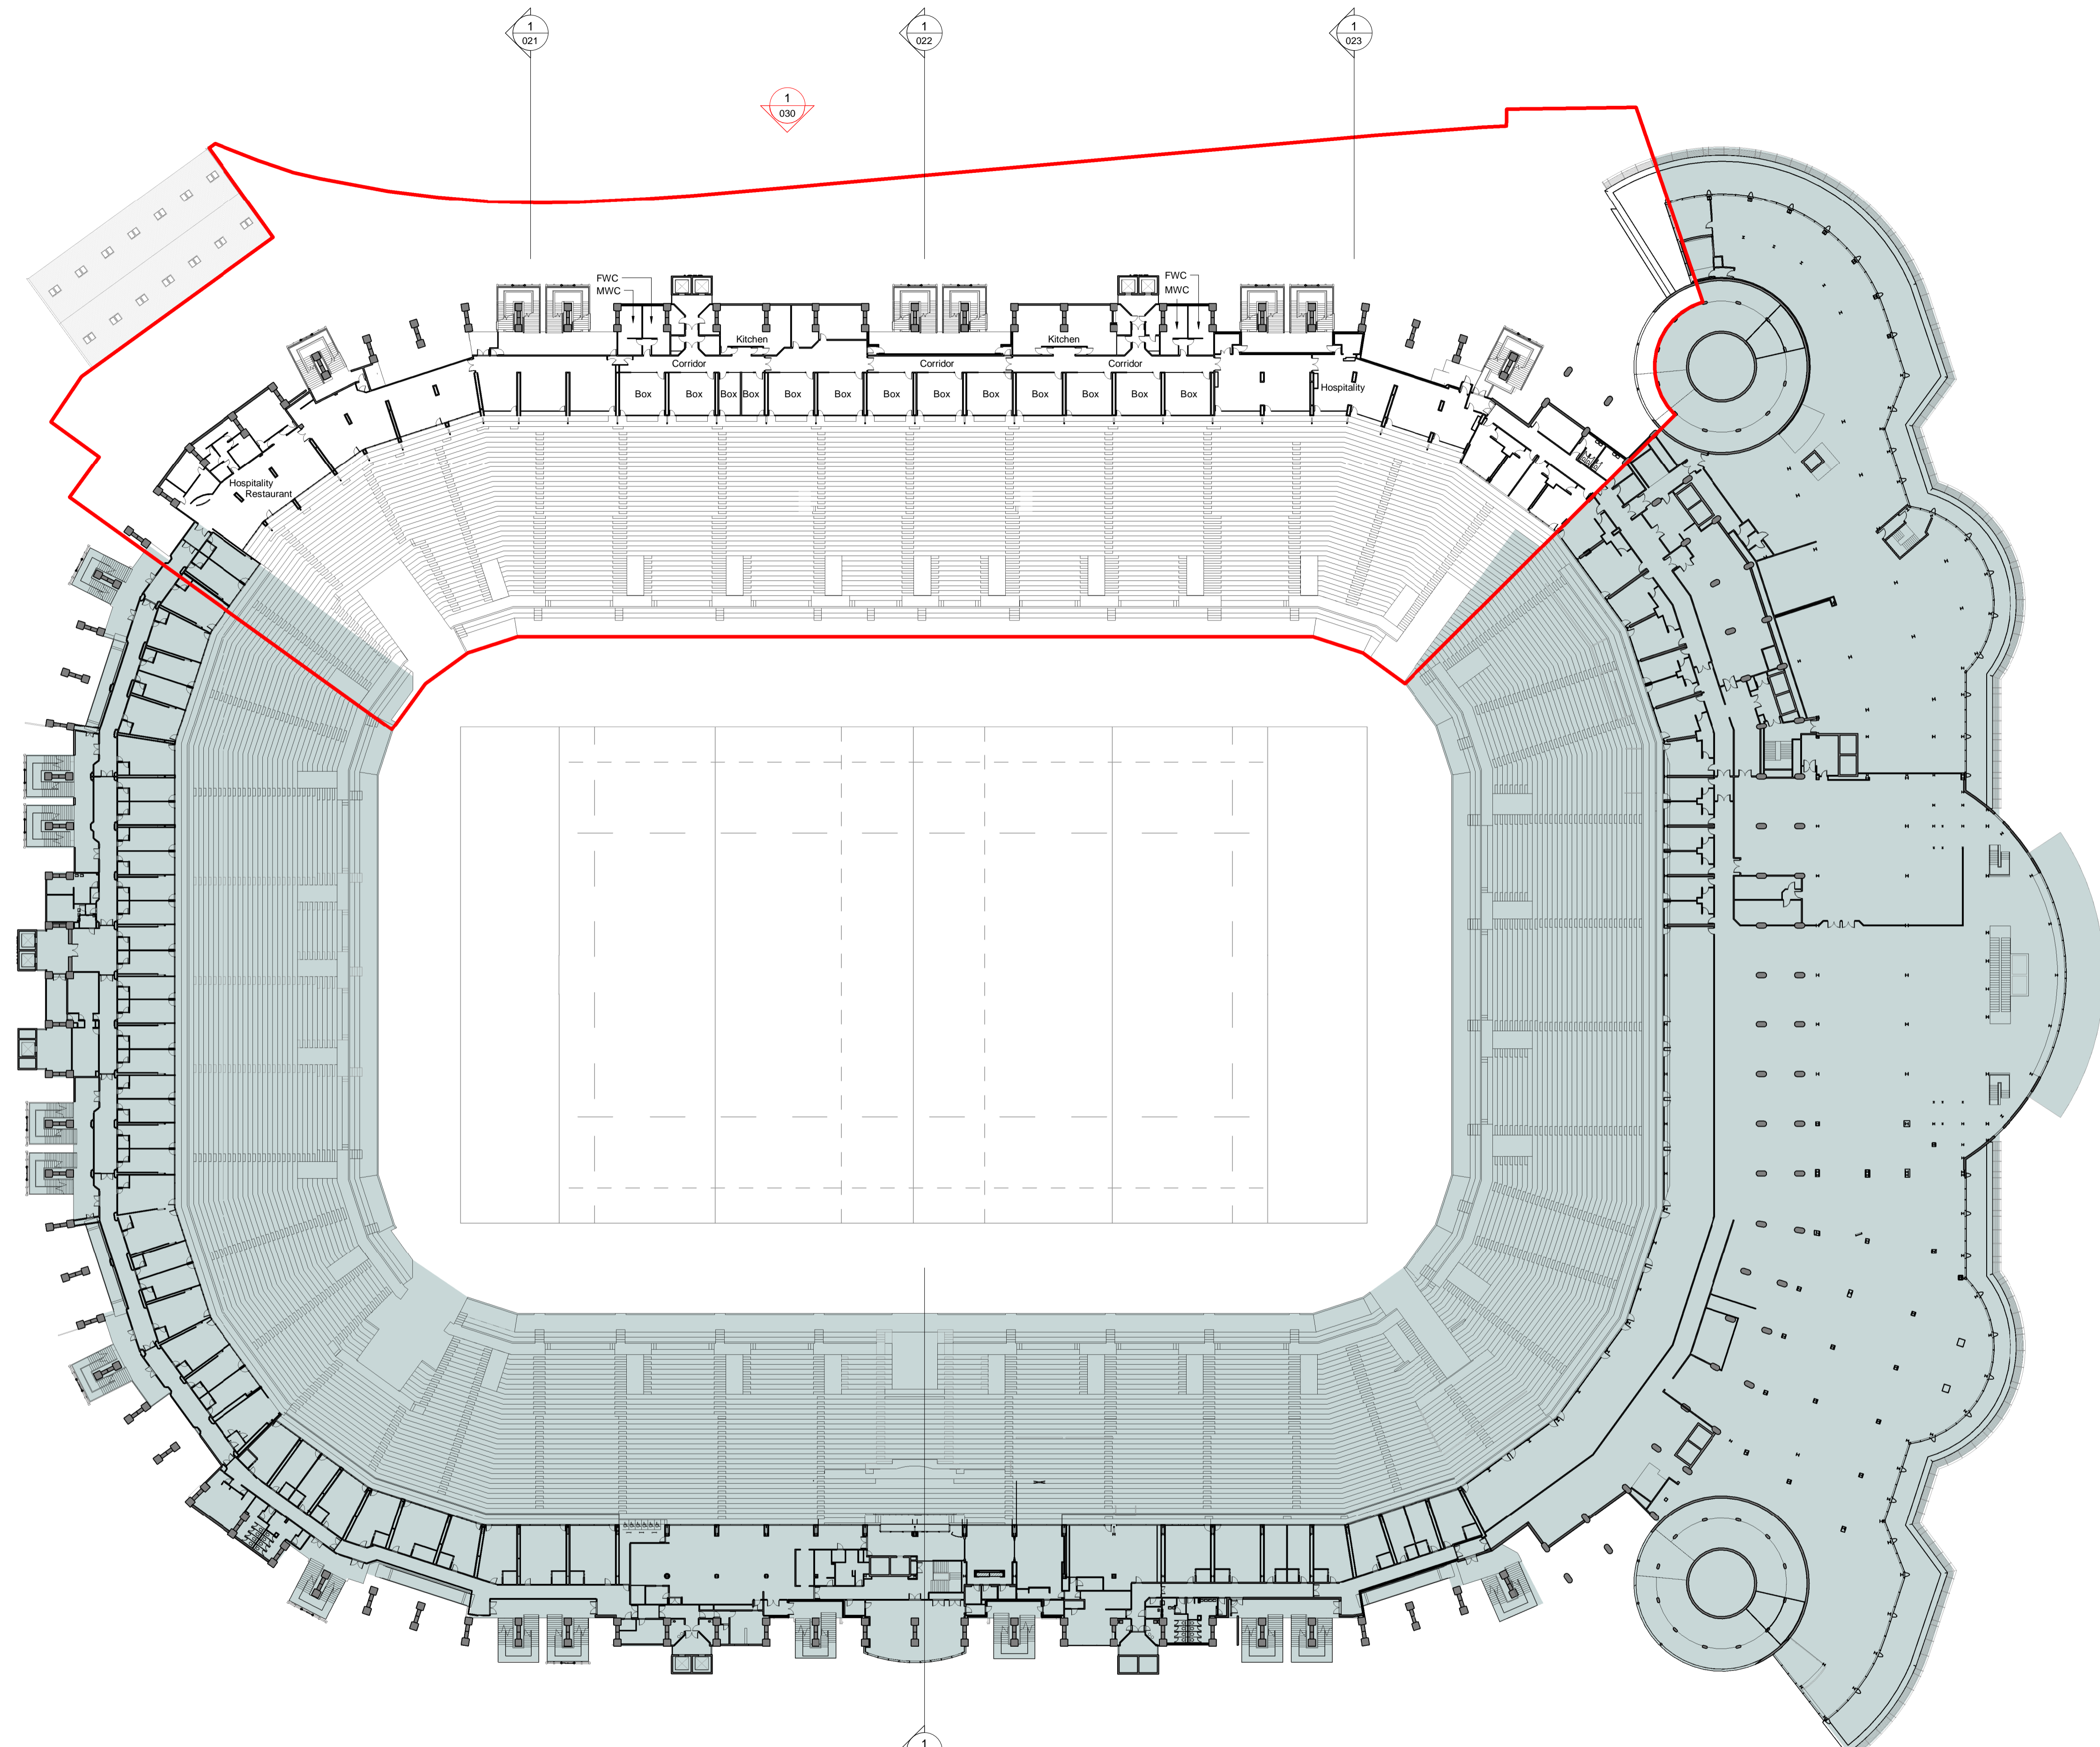 1
021
1
022
1
023
1
030
FWC
MWC
FWC
MWC
Kitchen
Kitchen
Corridor
Corridor
Corridor
Box
Box
Box
Box
Box
Box
Box
Box
Box
Box
Box
Box
Box
Hospitality
Hospitality
Restaurant
1